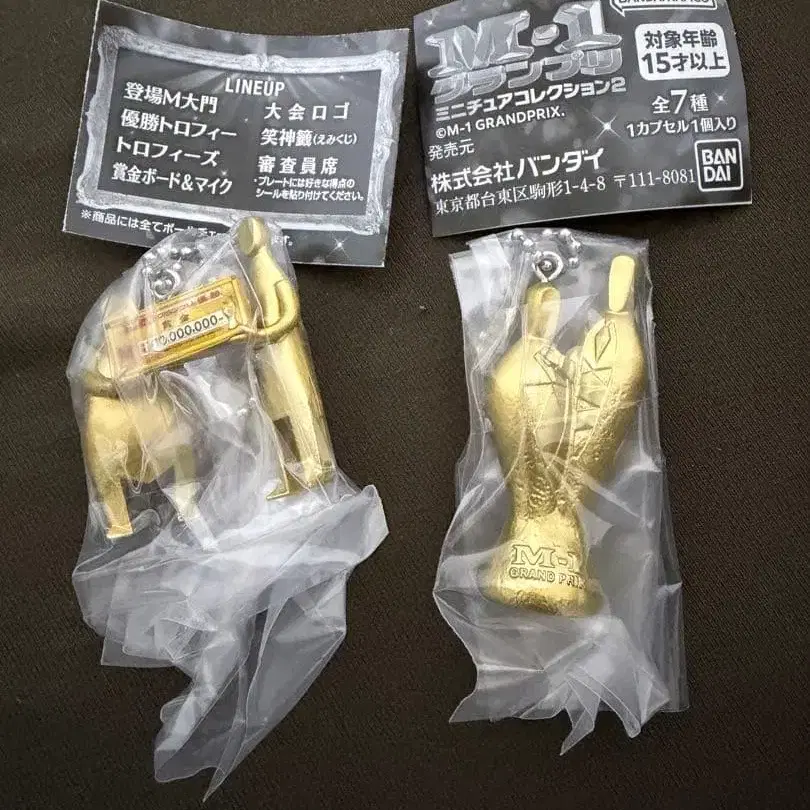 LINEUP
登場M大門
優勝トロフィー
トロフィーズ
賞金ボード&マイク
大会ロゴ
笑神籤(えみくじ)
審査員席
・プレートには好きな得点の
シールを貼り付けてください。
※商品には全てボールチェー
ます。
M-1
グランプリ
ミニチュアコレクション2
©M-1 GRANDPRIX.
発売元
株式会社バンダイ
東京都台東区駒形1-4-8 〒111-8081
対象年齢
15才以上
全7種
1カプセル1個入り
BAN
DAI
賞金
10,000,000-
M-1
GRAND PRIX